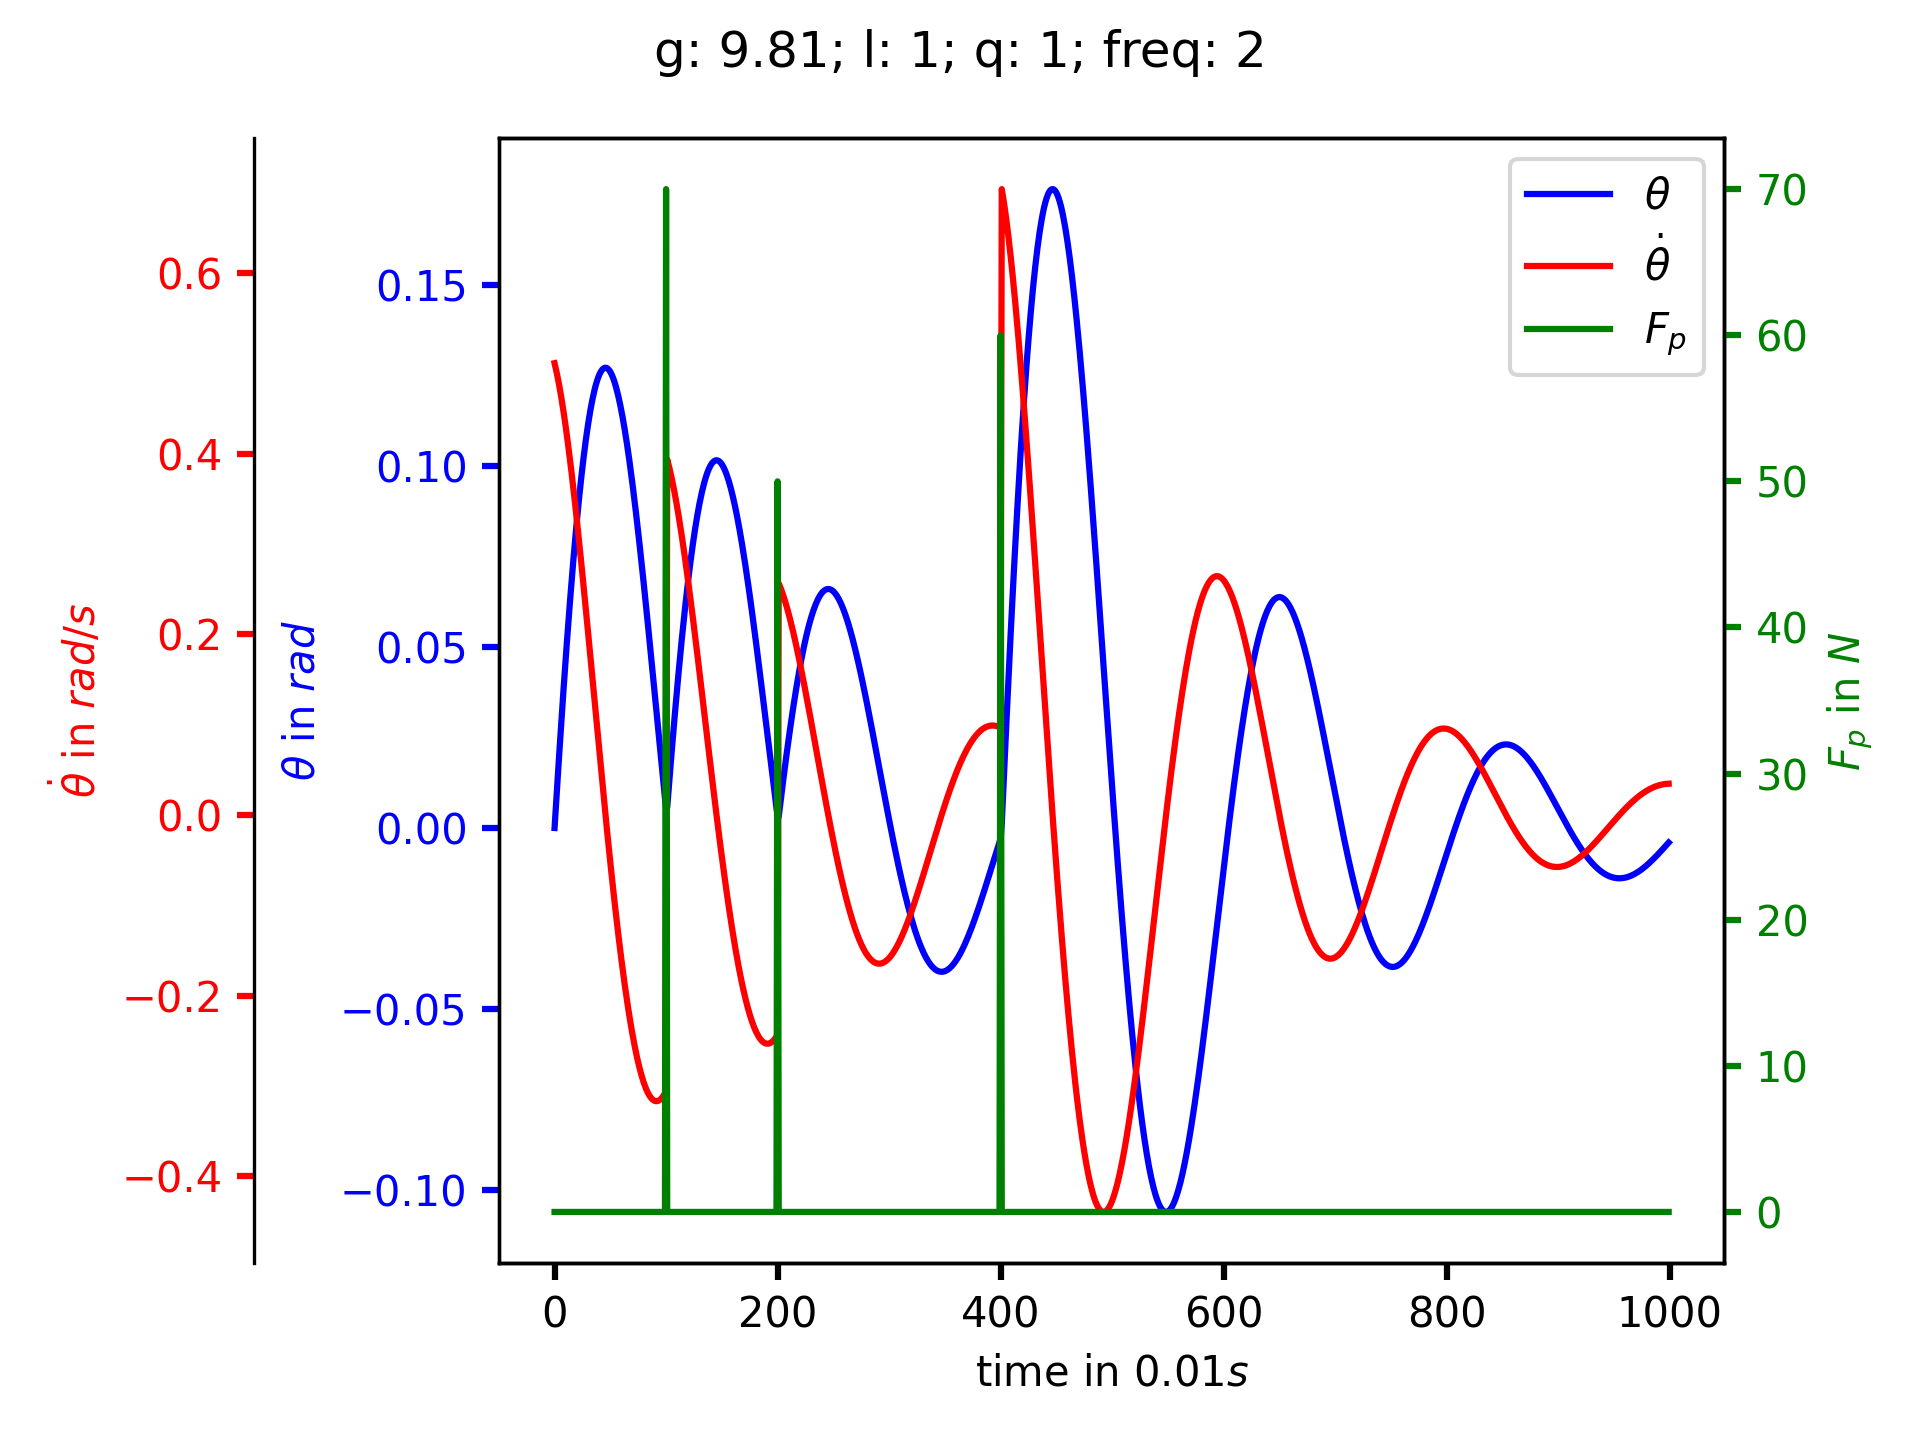 g: 9.81; l: 1; q: 1; freq: 2
θ
θ̇
F_p
0.6
0.4
0.2
0.0
−0.2
−0.4
θ̇ in rad/s
0.15
0.10
0.05
0.00
−0.05
−0.10
θ in rad
70
60
50
40
30
20
10
0
F_p in N
0 200 400 600 800 1000
time in 0.01s